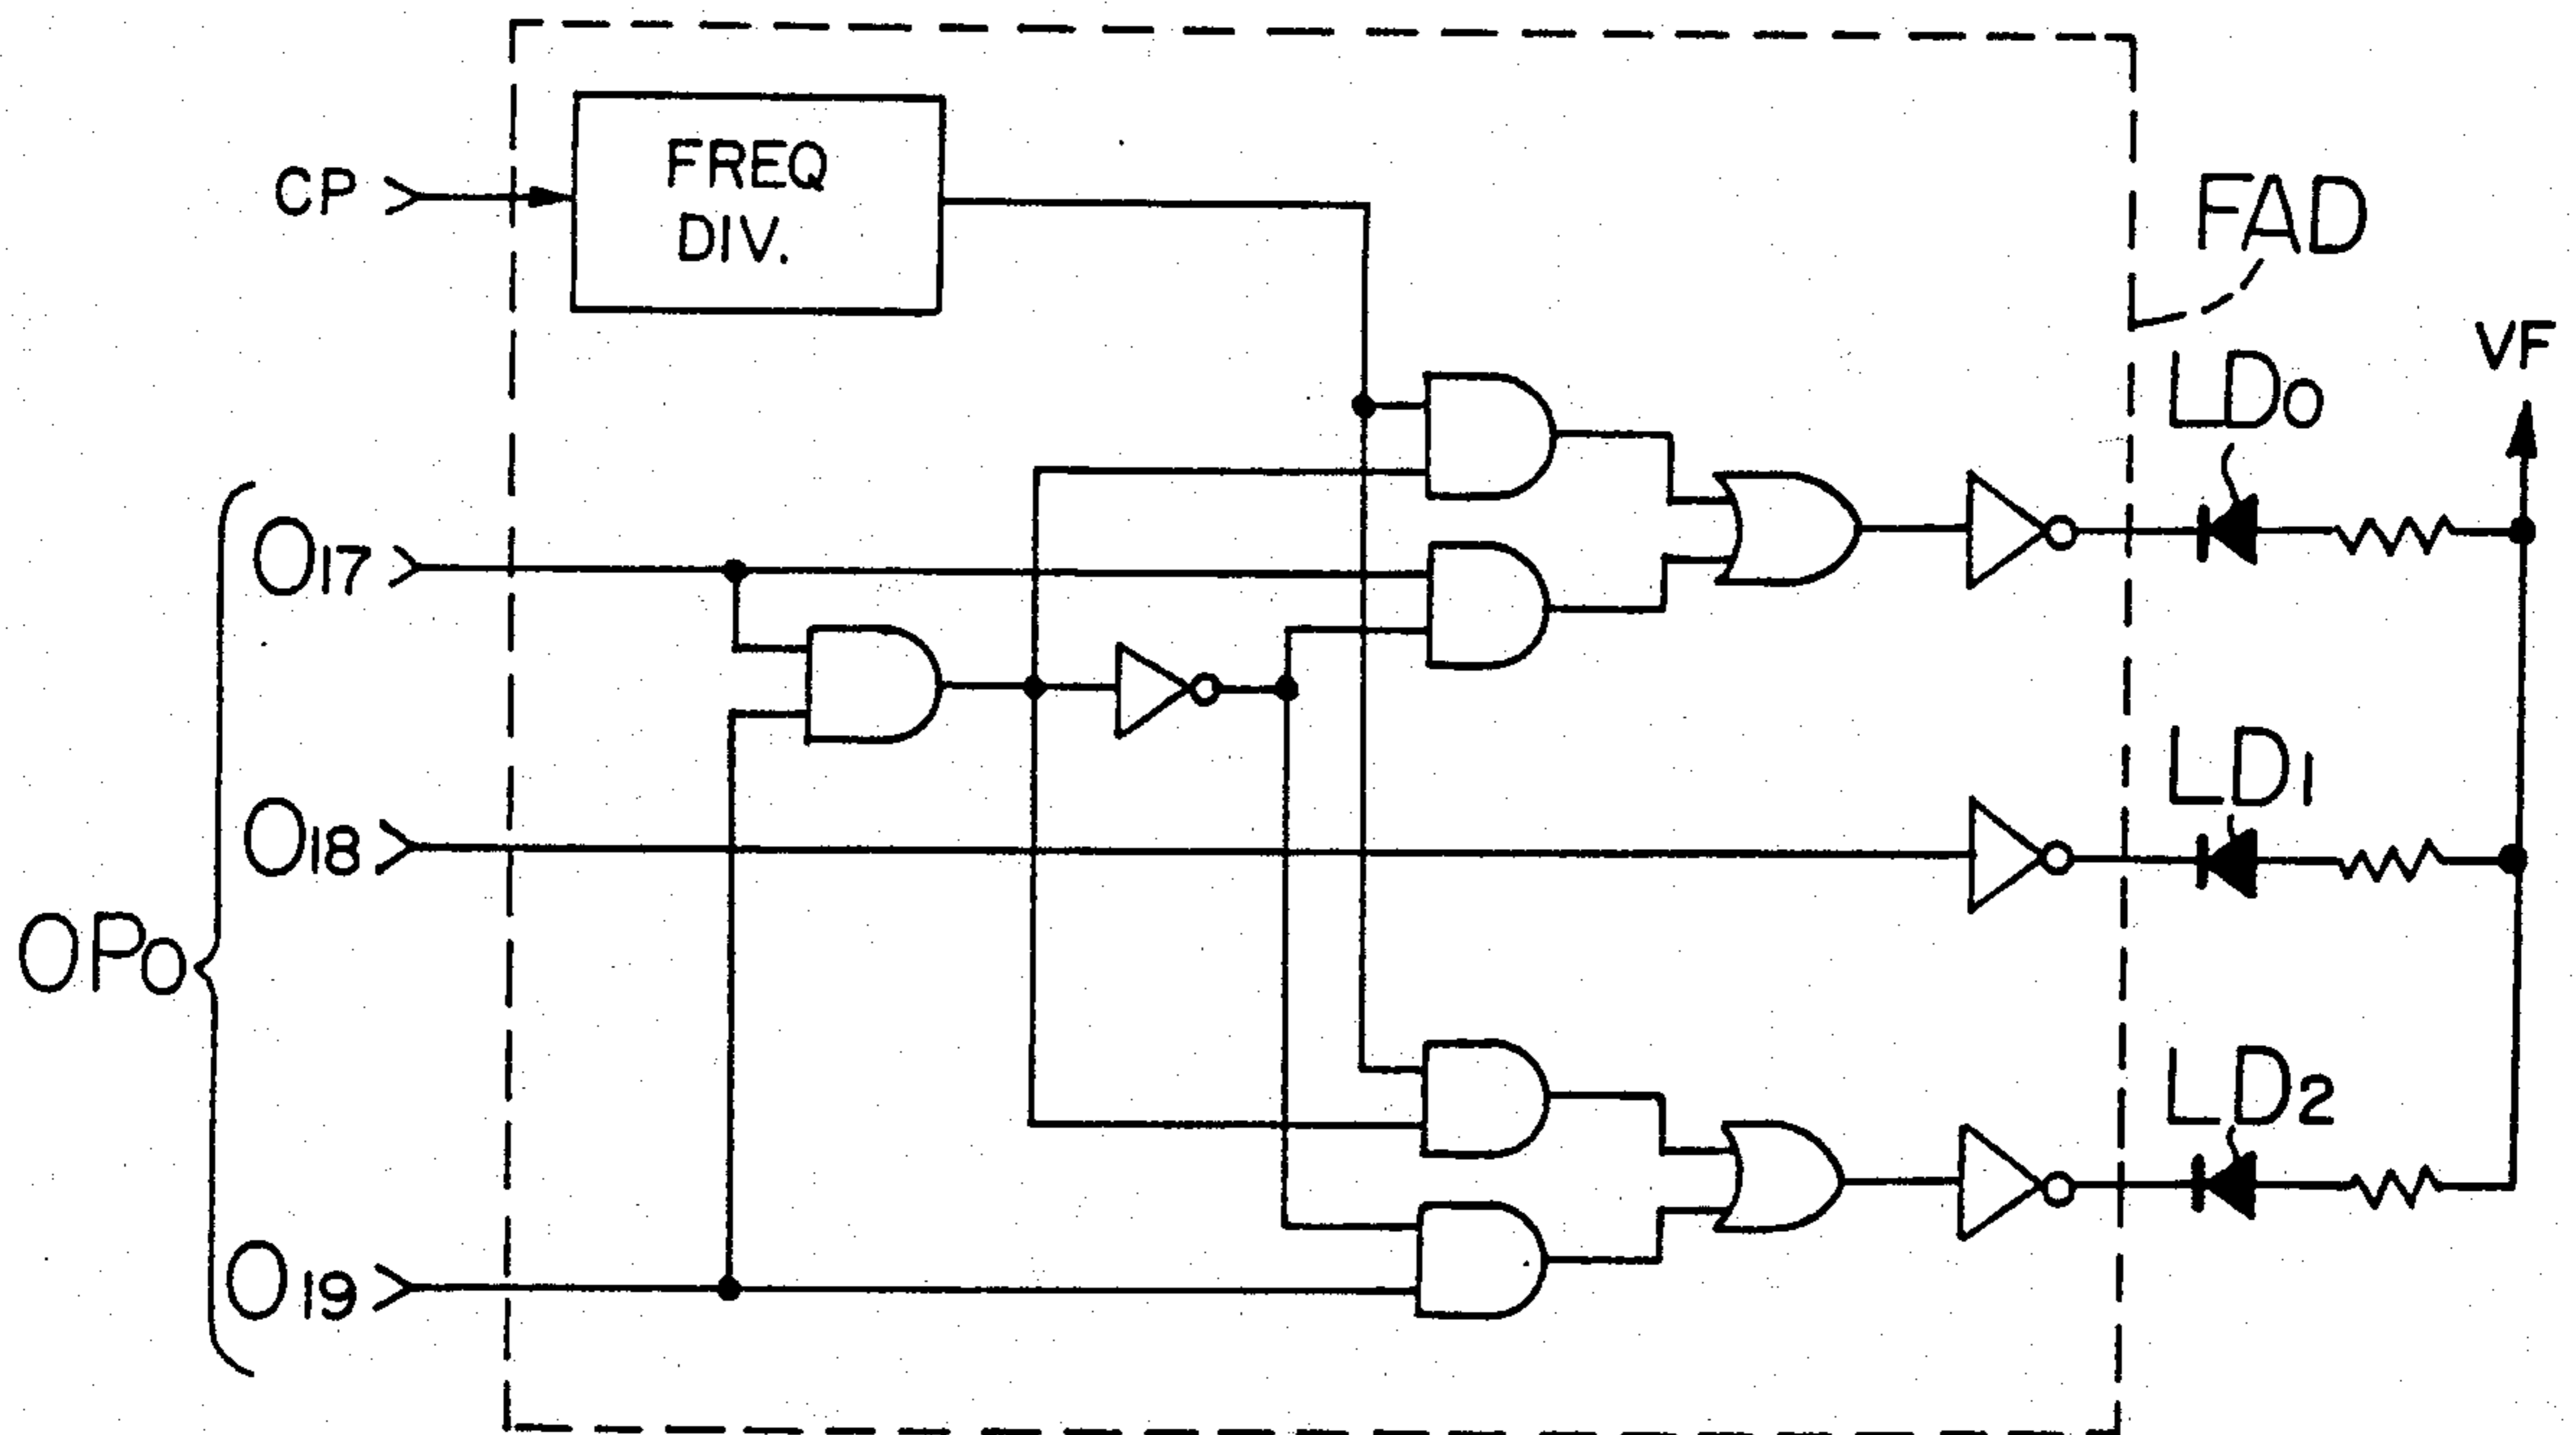 FREQ
DIV.
CP
FAD
VF
LD0
O17
LD1
O18
OP0
LD2
O19